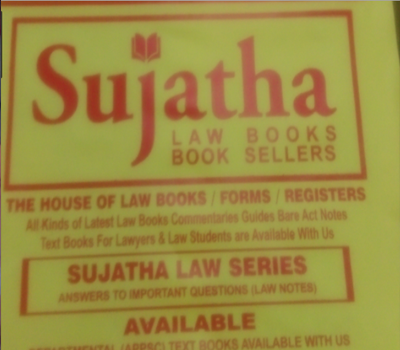 Sujatha
LAW BOOKS
BOOK SELLERS
THE HOUSE OF LAW BOOKS / FORMS / REGISTERS
All Kinds of Latest Law Books Commentaries Guides Bare Act Notes
Text Books For Lawyers & Law Students are Available With Us
SUJATHA LAW SERIES
ANSWERS TO IMPORTANT QUESTIONS (LAW NOTES)
AVAILABLE
DEPARTMENTAL (APPSC) TEXT BOOKS AVAILABLE WITH US